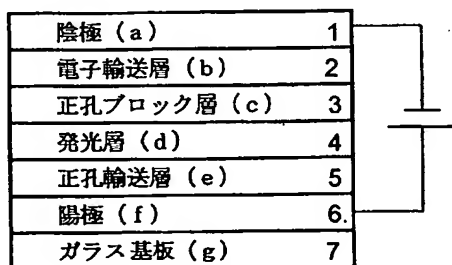 陰極(a) 1
電子輸送層(b) 2
正孔ブロック層(c) 3
発光層(d) 4
正孔輸送層(e) 5
陽極(f) 6.
ガラス基板(g) 7